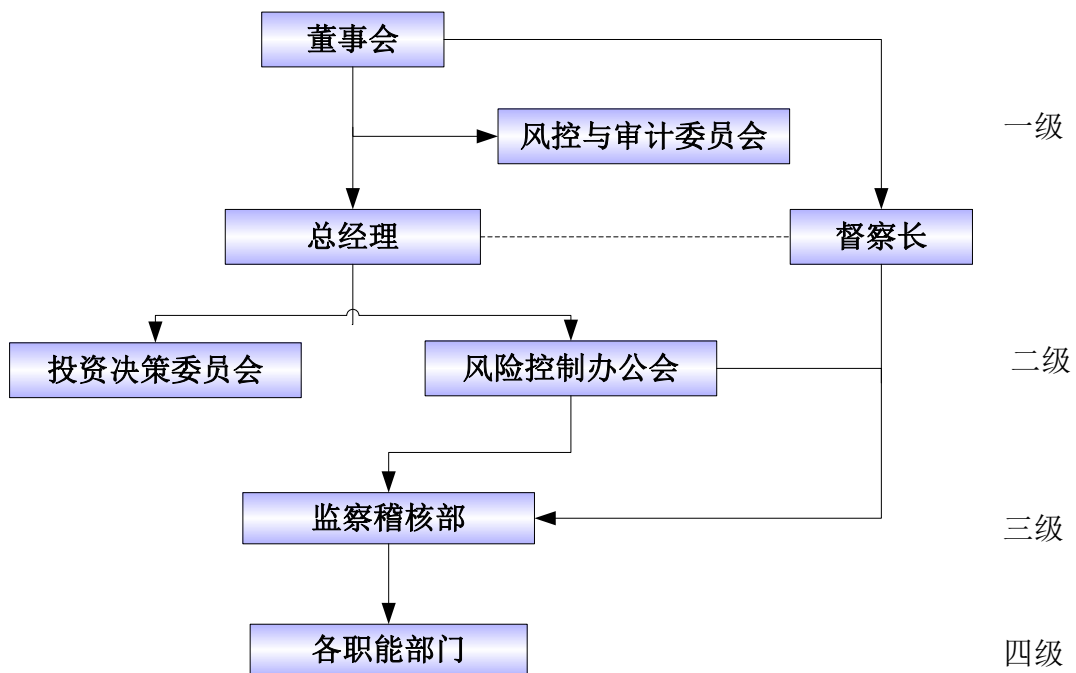 董事会
风控与审计委员会
一级
总经理
督察长
投资决策委员会
风险控制办公会
二级
监察稽核部
三级
各职能部门
四级